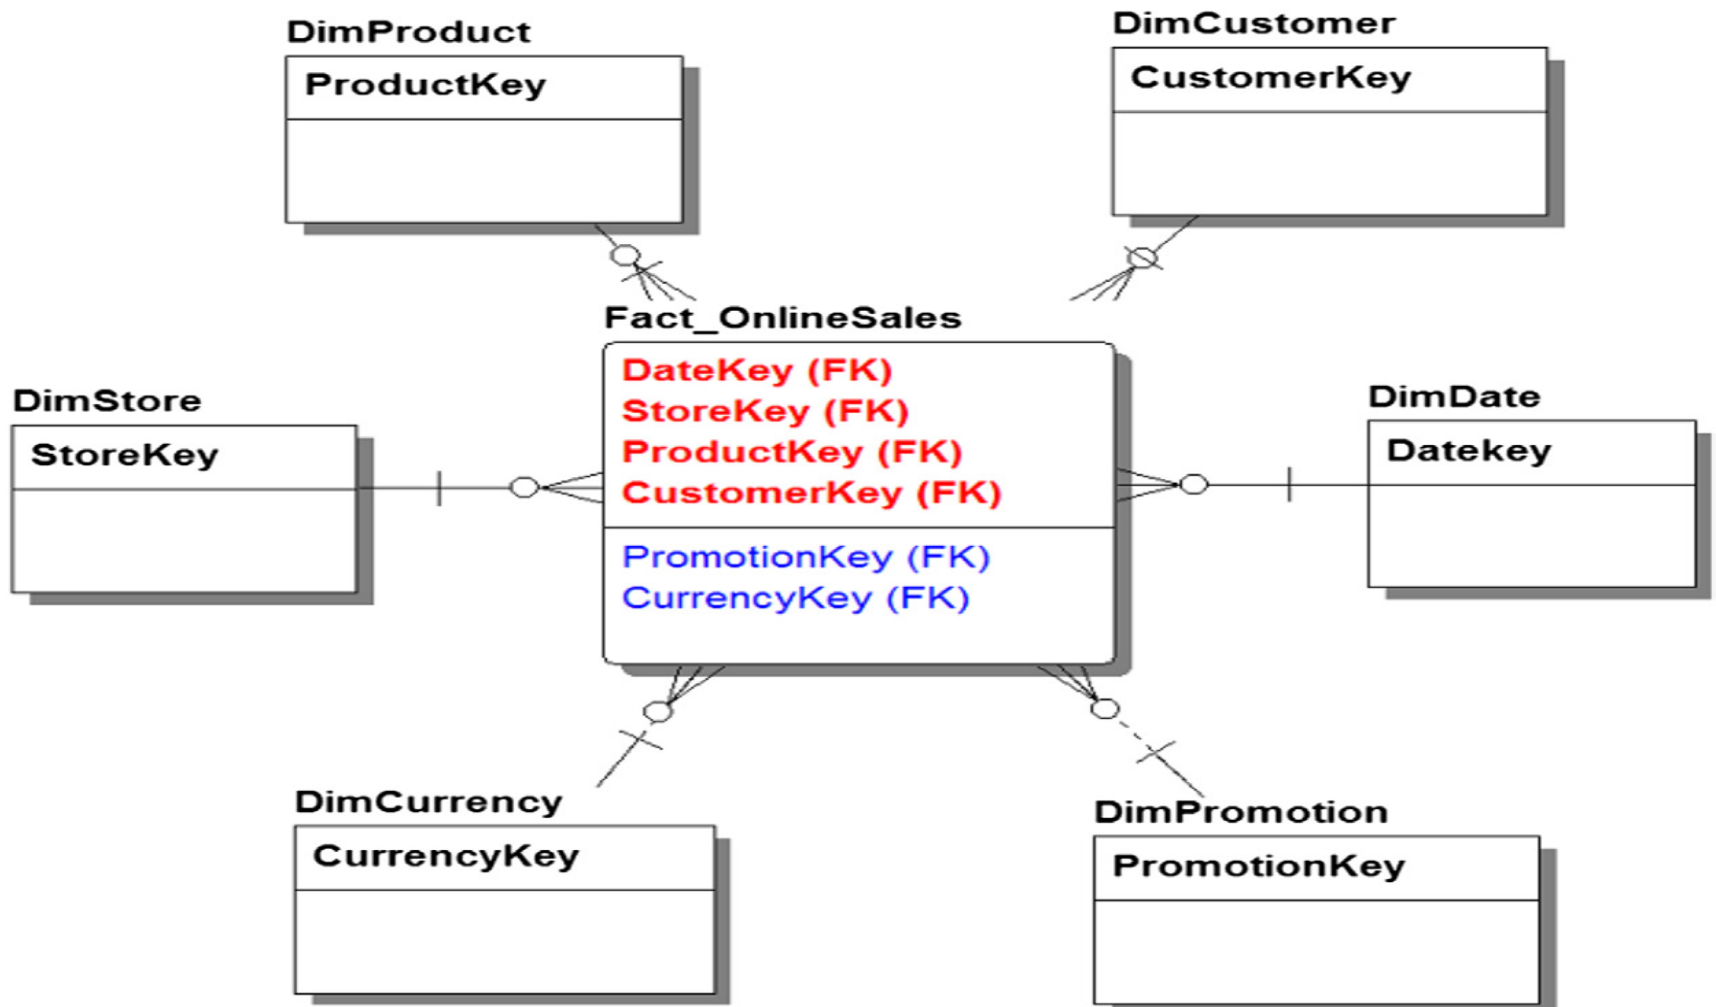 DimProduct
ProductKey
DimCustomer
CustomerKey
Fact_OnlineSales
DateKey (FK)
StoreKey (FK)
ProductKey (FK)
CustomerKey (FK)
PromotionKey (FK)
CurrencyKey (FK)
DimStore
StoreKey
DimDate
Datekey
DimCurrency
CurrencyKey
DimPromotion
PromotionKey